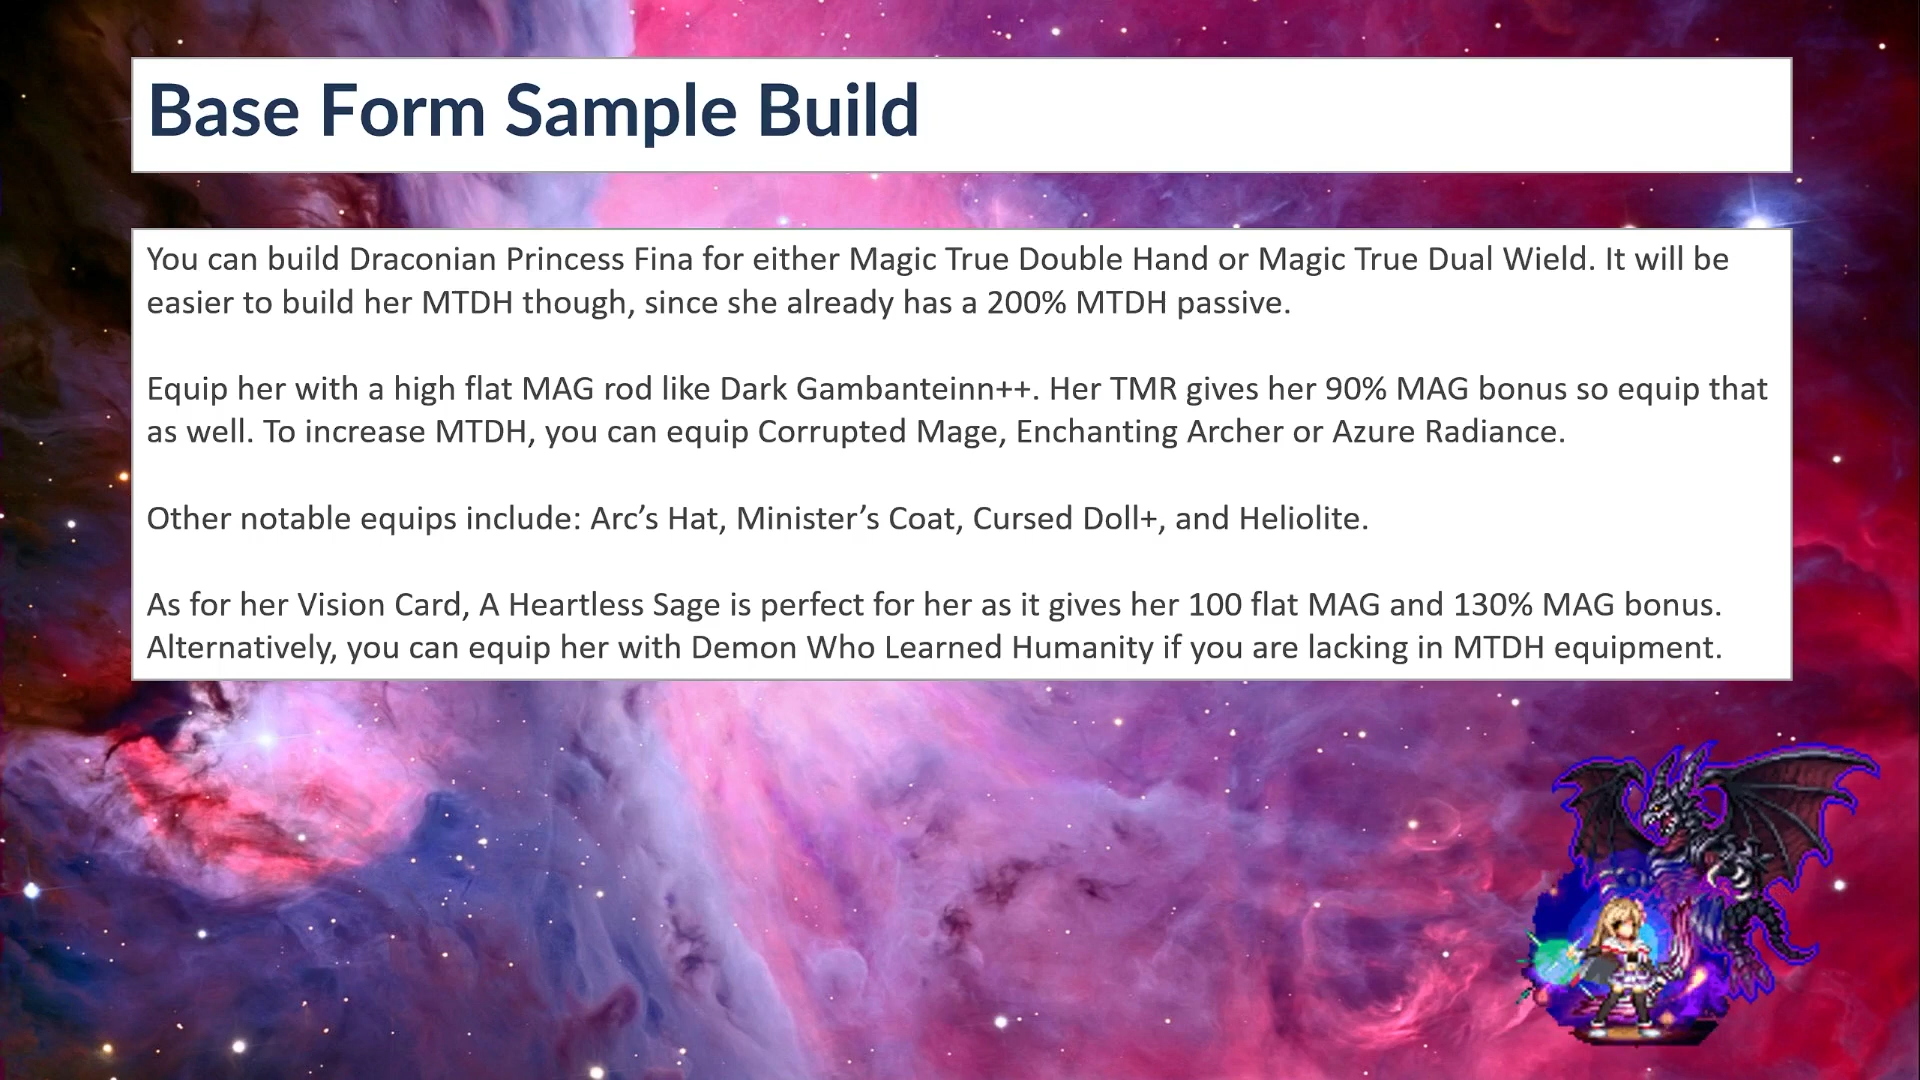 Base Form Sample Build
You can build Draconian Princess Fina for either Magic True Double Hand or Magic True Dual Wield. It will be
easier to build her MTDH though, since she already has a 200% MTDH passive.
Equip her with a high flat MAG rod like Dark Gambanteinn++. Her TMR gives her 90% MAG bonus so equip that
as well. To increase MTDH, you can equip Corrupted Mage, Enchanting Archer or Azure Radiance.
Other notable equips include: Arc’s Hat, Minister’s Coat, Cursed Doll+, and Heliolite.
As for her Vision Card, A Heartless Sage is perfect for her as it gives her 100 flat MAG and 130% MAG bonus.
Alternatively, you can equip her with Demon Who Learned Humanity if you are lacking in MTDH equipment.